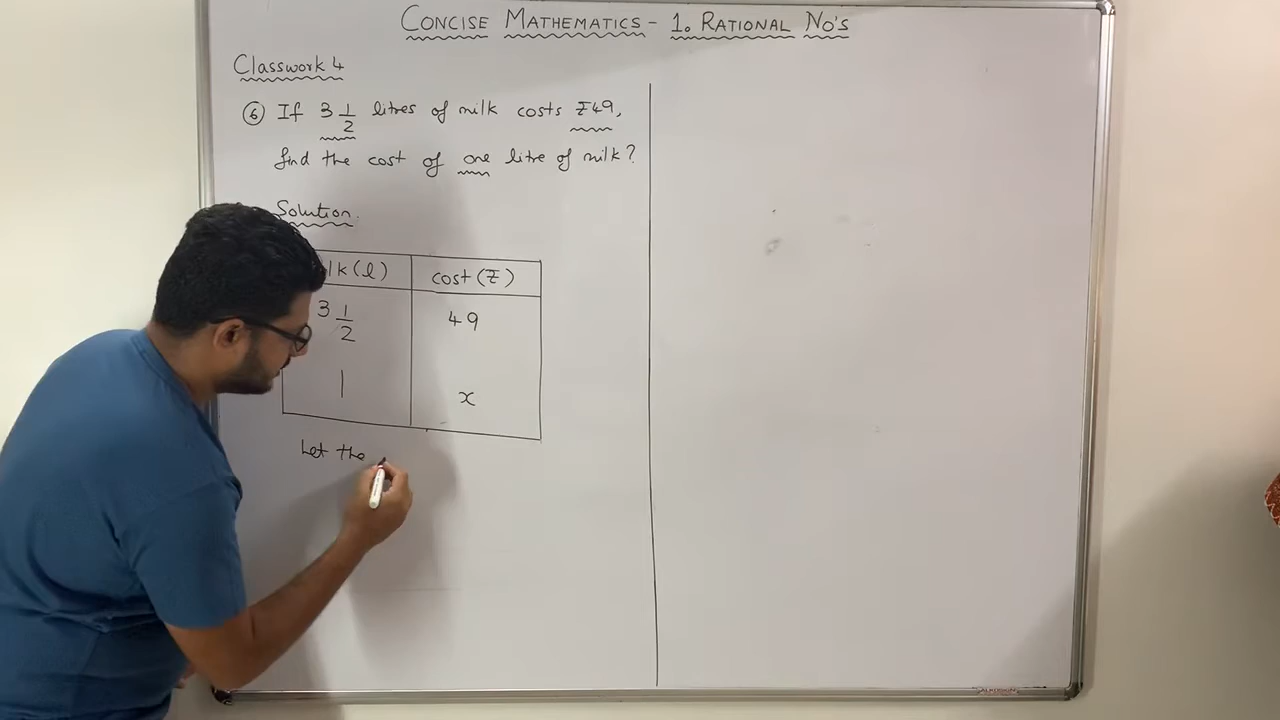 CONCISE MATHEMATICS - 1. RATIONAL NO'S
Classwork 4
6 If 3 1/2 litres of milk costs ₹49,
find the cost of one litre of milk?
Solution.
lk (l) cost (₹)
3 1/2 49
1 x
Let the